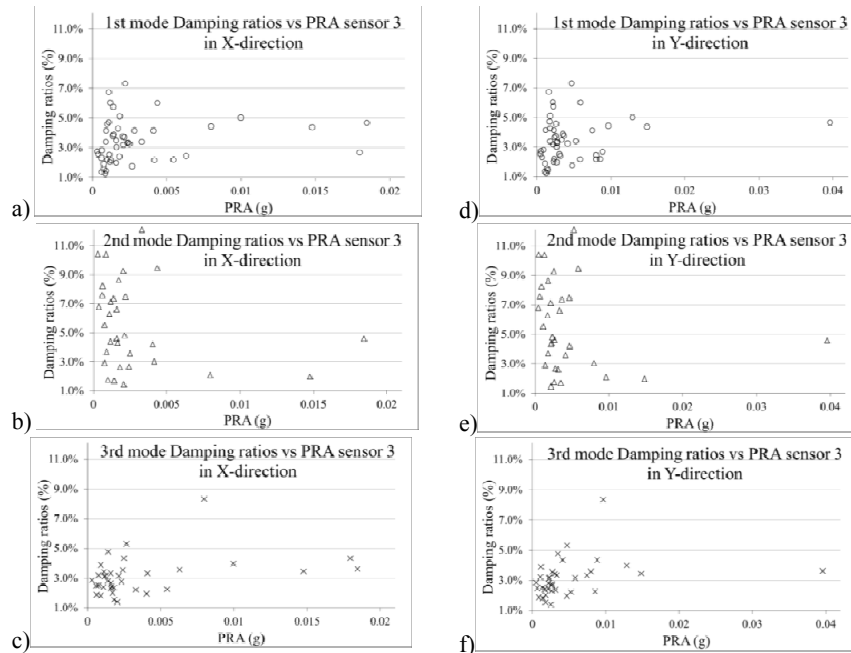 1st mode Damping ratios vs PRA sensor 3
in X-direction
Damping ratios (%)
11.0%
9.0%
7.0%
5.0%
3.0%
1.0%
0 0.005 0.01 0.015 0.02
PRA (g)
a)
1st mode Damping ratios vs PRA sensor 3
in Y-direction
Damping ratios (%)
11.0%
9.0%
7.0%
5.0%
3.0%
1.0%
0.00 0.01 0.02 0.03 0.04
PRA (g)
d)
2nd mode Damping ratios vs PRA sensor 3
in X-direction
Damping ratios (%)
11.0%
9.0%
7.0%
5.0%
3.0%
1.0%
0 0.005 0.01 0.015 0.02
PRA (g)
b)
2nd mode Damping ratios vs PRA sensor 3
in Y-direction
Damping ratios (%)
11.0%
9.0%
7.0%
5.0%
3.0%
1.0%
0.00 0.01 0.02 0.03 0.04
PRA (g)
e)
3rd mode Damping ratios vs PRA sensor 3
in X-direction
Damping ratios (%)
11.0%
9.0%
7.0%
5.0%
3.0%
1.0%
0 0.005 0.01 0.015 0.02
PRA (g)
c)
3rd mode Damping ratios vs PRA sensor 3
in Y-direction
Damping ratios (%)
11.0%
9.0%
7.0%
5.0%
3.0%
1.0%
0.00 0.01 0.02 0.03 0.04
PRA (g)
f)